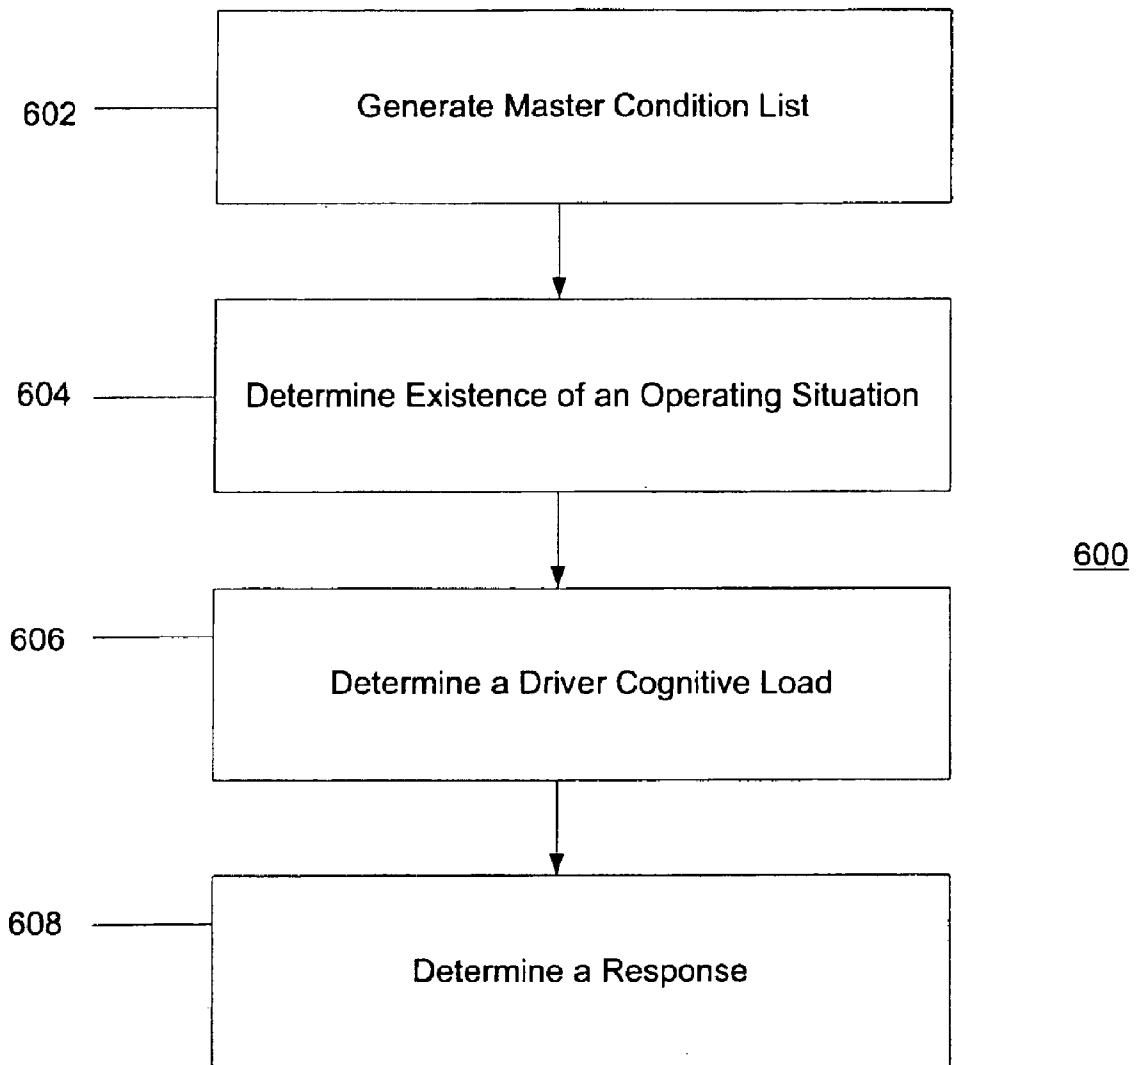 602
Generate Master Condition List
604
Determine Existence of an Operating Situation
600
606
Determine a Driver Cognitive Load
608
Determine a Response